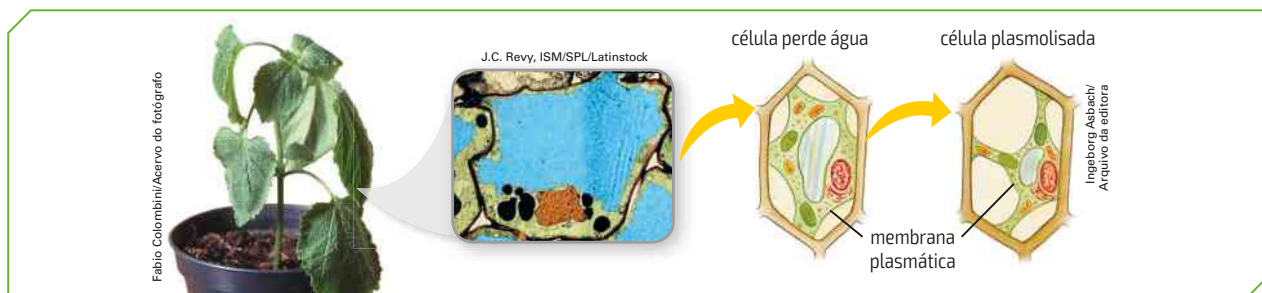 Fabio Colombini/Acervo do fotógrafo
J.C. Revy, ISM/SPL/Latinstock
célula perde água
célula plasmolisada
membrana
plasmática
Ingeborg Asbach/
Arquivo da editora